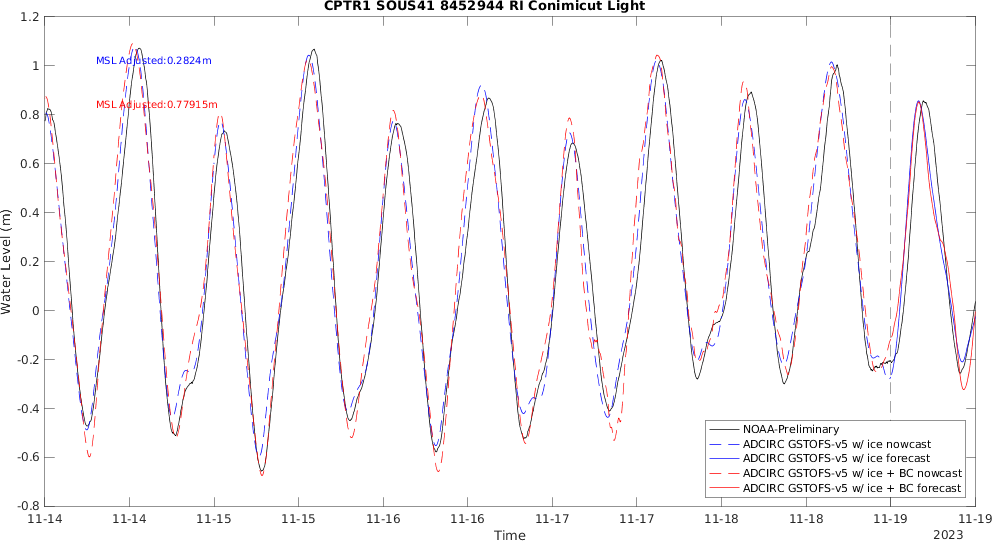 CPTR1 SOUS41 8452944 RI Conimicut Light
1.2
1
0.8
0.6
0.4
0.2
0
-0.2
-0.4
-0.6
-0.8
Water Level (m)
MSL Adjusted:0.2824m
MSL Adjusted:0.77915m
NOAA-Preliminary
ADCIRC GSTOFS-v5 w/ ice nowcast
ADCIRC GSTOFS-v5 w/ ice forecast
ADCIRC GSTOFS-v5 w/ ice + BC nowcast
ADCIRC GSTOFS-v5 w/ ice + BC forecast
11-14 11-14 11-15 11-15 11-16 11-16 11-17 11-17 11-18 11-18 11-19 11-19
Time
2023